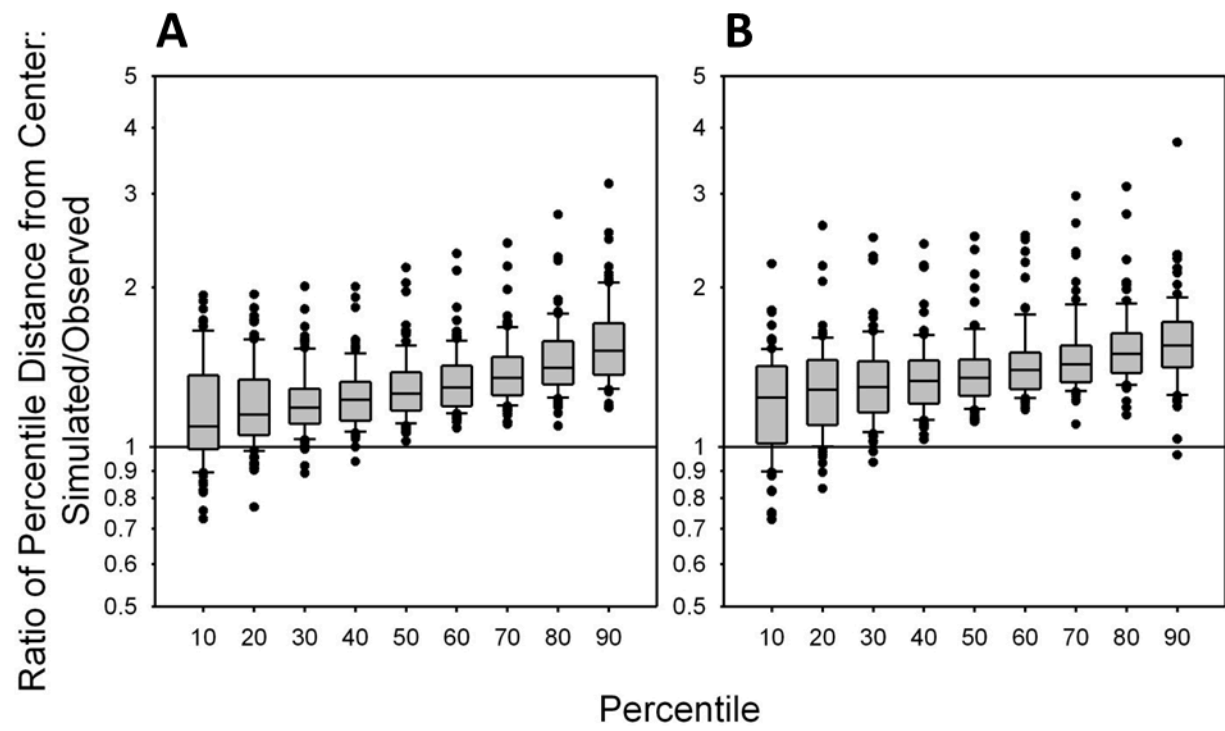 A
B
Ratio of Percentile Distance from Center:
Simulated/Observed
5
4
3
2
1
0.9
0.8
0.7
0.6
0.5
10 20 30 40 50 60 70 80 90
5
4
3
2
1
0.9
0.8
0.7
0.6
0.5
10 20 30 40 50 60 70 80 90
Percentile